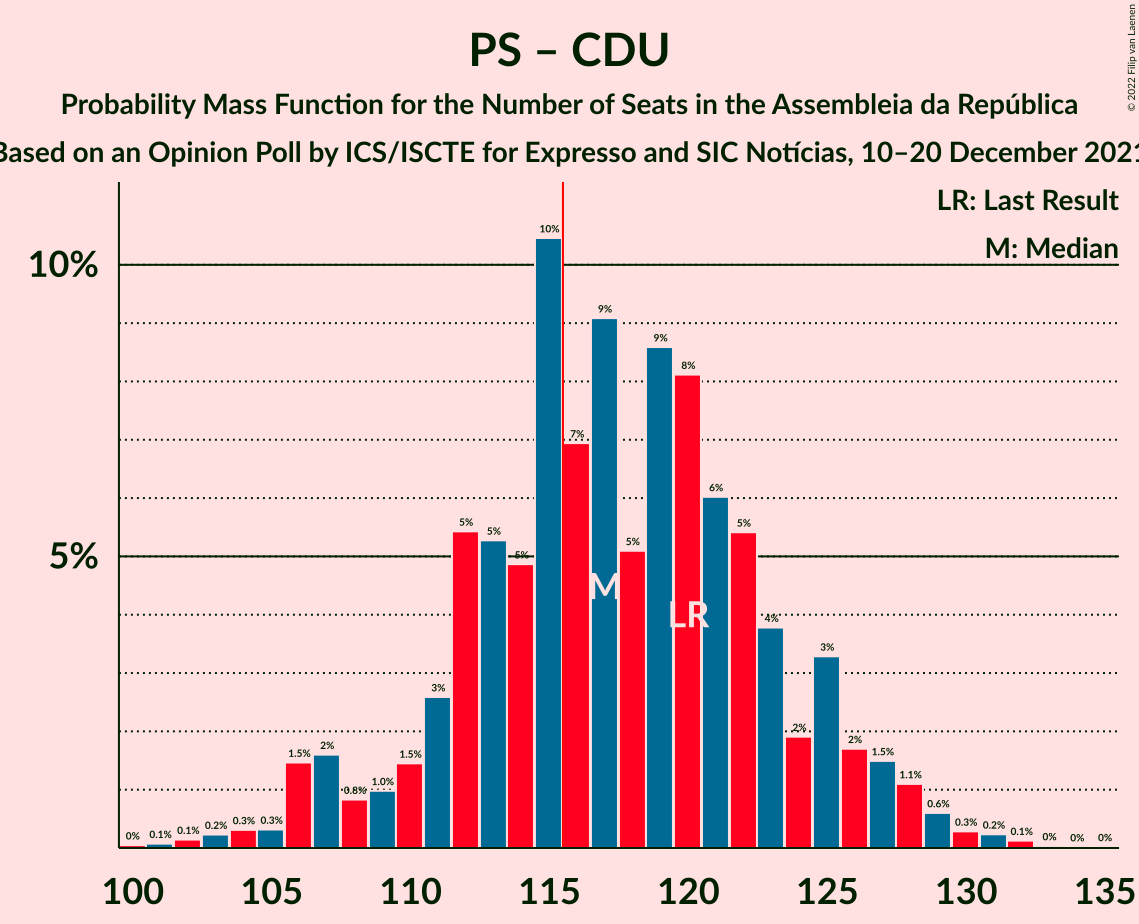 PS – CDU
Probability Mass Function for the Number of Seats in the Assembleia da República
Based on an Opinion Poll by ICS/ISCTE for Expresso and SIC Notícias, 10–20 December 2021
© 2022 Filip van Laenen
LR: Last Result
M: Median
10%
5%
0% 0.1% 0.1% 0.2% 0.3% 0.3% 1.5% 2% 0.8% 1.0% 1.5% 3% 5% 5% 5% 10% 7% 9% 5% 9% 8% 6% 5% 4% 2% 3% 2% 1.5% 1.1% 0.6% 0.3% 0.2% 0.1% 0% 0% 0%
M
LR
100 105 110 115 120 125 130 135